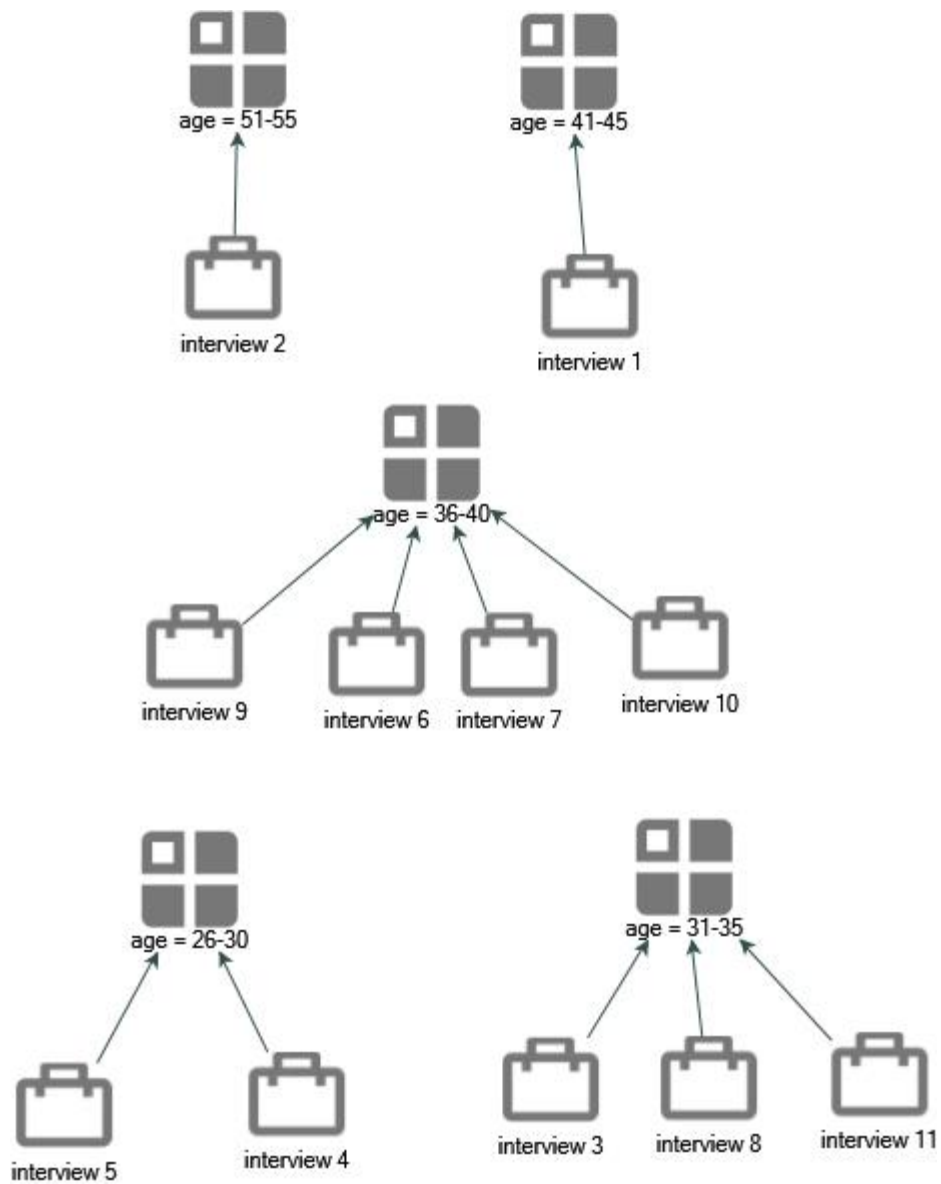 age = 51-55
age = 41-45
interview 2
interview 1
age = 36-40
interview 9
interview 6
interview 7
interview 10
age = 26-30
age = 31-35
interview 5
interview 4
interview 3
interview 8
interview 11